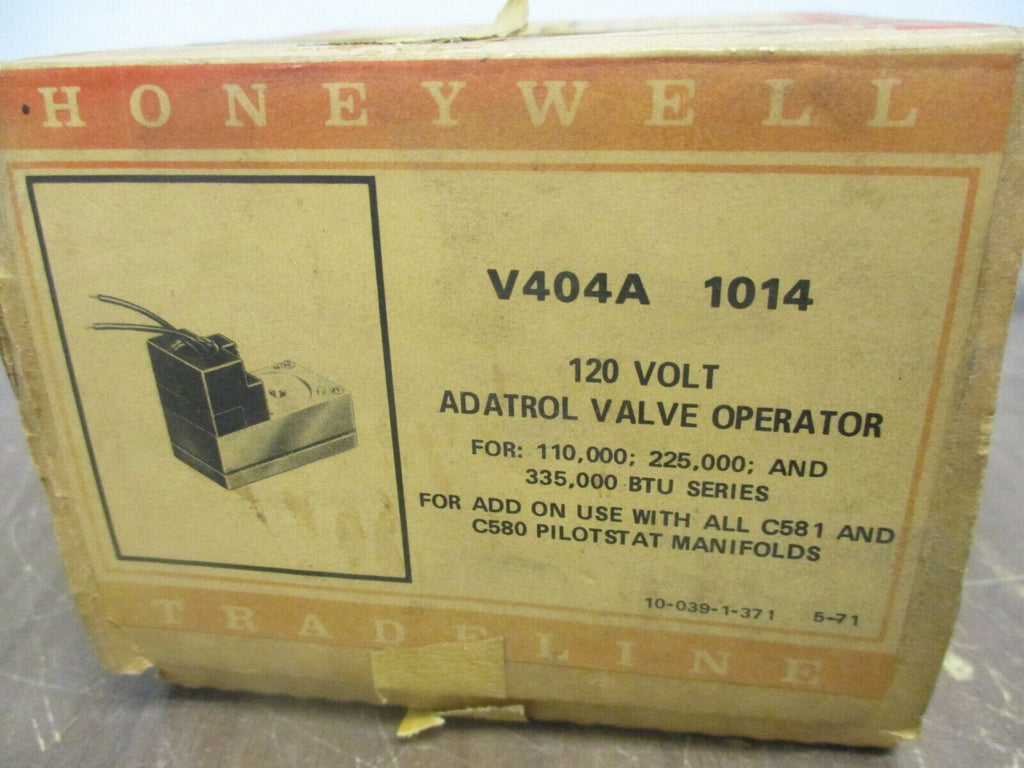 HONEYWELL
V404A 1014
120 VOLT
ADATROL VALVE OPERATOR
FOR: 110,000; 225,000; AND
335,000 BTU SERIES
FOR ADD ON USE WITH ALL C581 AND
C580 PILOTSTAT MANIFOLDS
10-039-1-371 5-71
TRADELINE